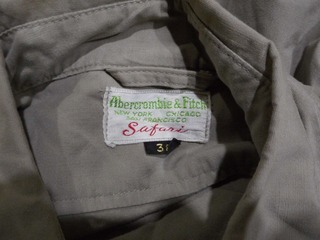 Abercrombie & Fitch
NEW YORK CHICAGO
SAN FRANCISCO
Safari